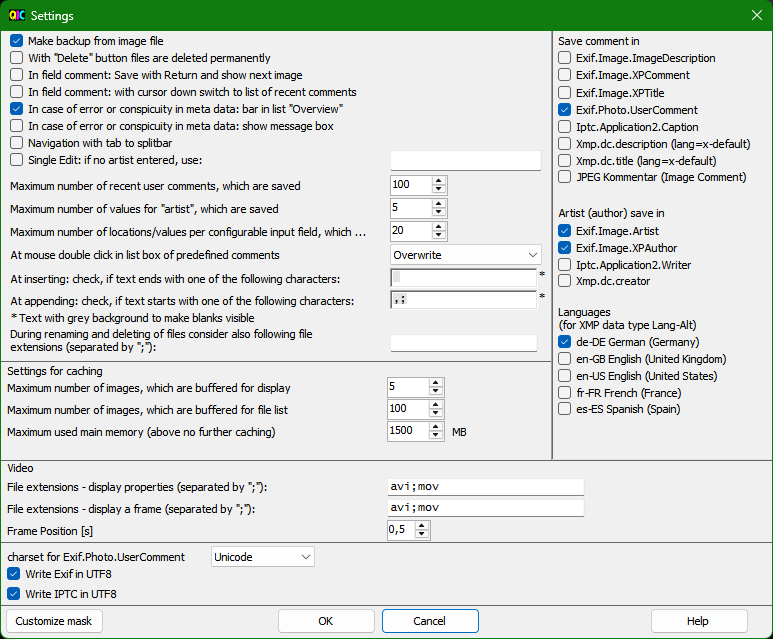 QIC Settings
Make backup from image file
With "Delete" button files are deleted permanently
In field comment: Save with Return and show next image
In field comment: with cursor down switch to list of recent comments
In case of error or conspicuity in meta data: bar in list "Overview"
In case of error or conspicuity in meta data: show message box
Navigation with tab to splitbar
Single Edit: if no artist entered, use:
Maximum number of recent user comments, which are saved 100
Maximum number of values for "artist", which are saved 5
Maximum number of locations/values per configurable input field, which ... 20
At mouse double click in list box of predefined comments Overwrite
At inserting: check, if text ends with one of the following characters: *
At appending: check, if text starts with one of the following characters: ,; *
* Text with grey background to make blanks visible
During renaming and deleting of files consider also following file
extensions (separated by ";"):
Settings for caching
Maximum number of images, which are buffered for display 5
Maximum number of images, which are buffered for file list 100
Maximum used main memory (above no further caching) 1500 MB
Save comment in
Exif.Image.ImageDescription
Exif.Image.XPComment
Exif.Image.XPTitle
Exif.Photo.UserComment
Iptc.Application2.Caption
Xmp.dc.description (lang=x-default)
Xmp.dc.title (lang=x-default)
JPEG Kommentar (Image Comment)
Artist (author) save in
Exif.Image.Artist
Exif.Image.XPAuthor
Iptc.Application2.Writer
Xmp.dc.creator
Languages
(for XMP data type Lang-Alt)
de-DE German (Germany)
en-GB English (United Kingdom)
en-US English (United States)
fr-FR French (France)
es-ES Spanish (Spain)
Video
File extensions - display properties (separated by ";"): avi;mov
File extensions - display a frame (separated by ";"): avi;mov
Frame Position [s] 0,5
charset for Exif.Photo.UserComment Unicode
Write Exif in UTF8
Write IPTC in UTF8
Customize mask OK Cancel Help